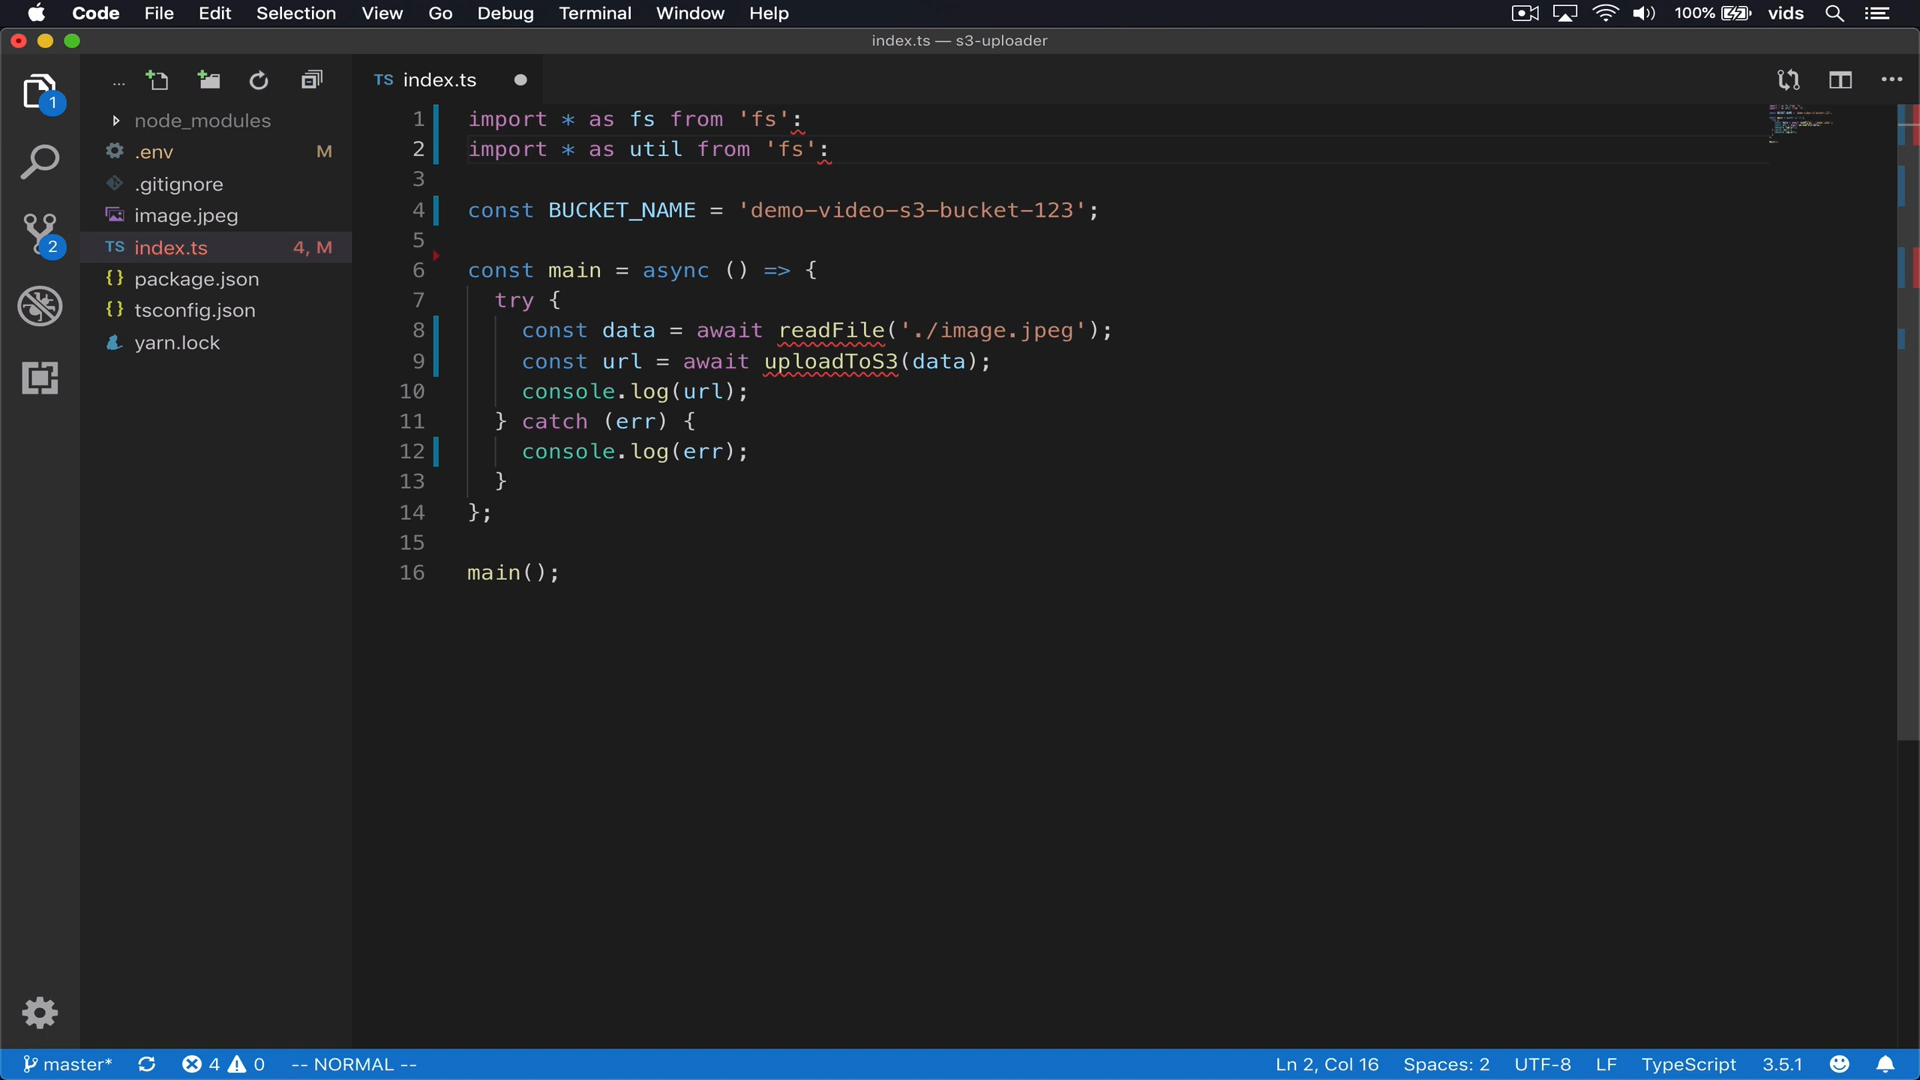 Code File Edit Selection View Go Debug Terminal Window Help 100% vids
index.ts — s3-uploader
1 ... TS index.ts
node_modules
.env M
.gitignore
image.jpeg
2 TS index.ts 4, M
{} package.json
{} tsconfig.json
yarn.lock
1 import * as fs from 'fs':
2 import * as util from 'fs':
3
4 const BUCKET_NAME = 'demo-video-s3-bucket-123';
5
6 const main = async () => {
7 try {
8 const data = await readFile('./image.jpeg');
9 const url = await uploadToS3(data);
10 console.log(url);
11 } catch (err) {
12 console.log(err);
13 }
14 };
15
16 main();
master* 4 0 -- NORMAL -- Ln 2, Col 16 Spaces: 2 UTF-8 LF TypeScript 3.5.1